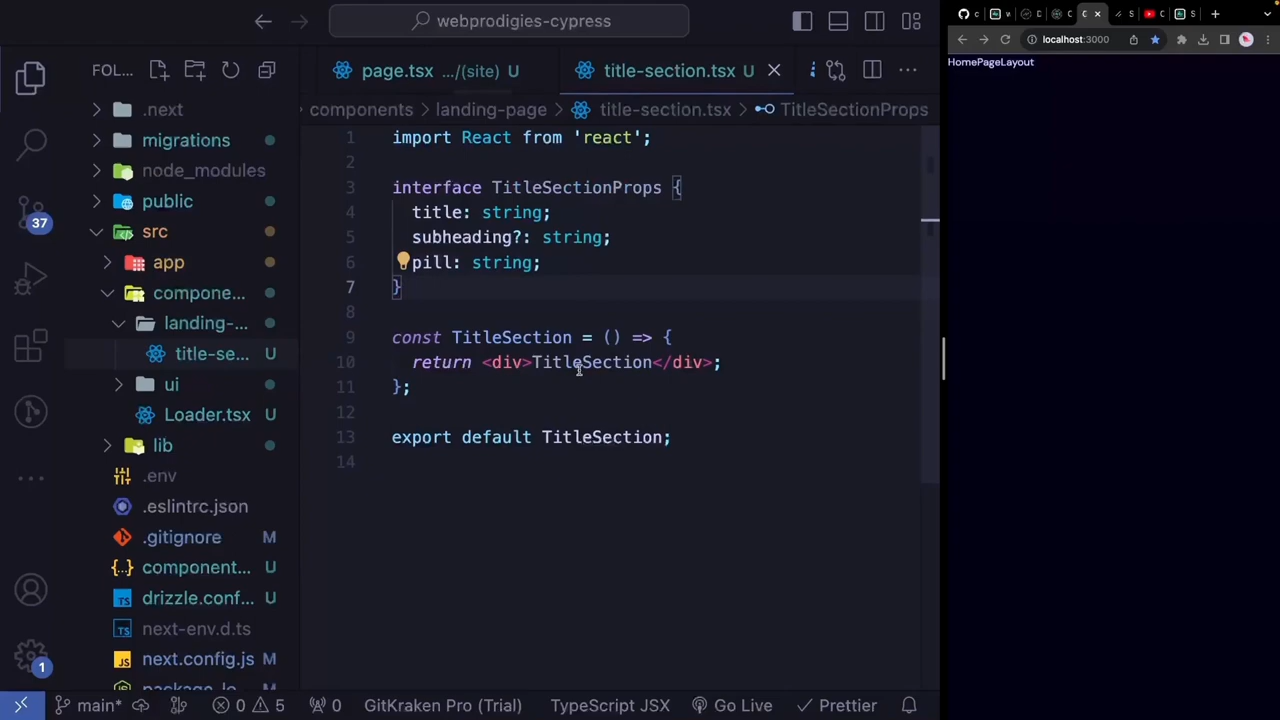 webprodigies-cypress
localhost:3000
HomePageLayout
FOL...
page.tsx .../(site) U
title-section.tsx U
components landing-page title-section.tsx TitleSectionProps
.next
migrations
node_modules
public
src
app
compone...
landing-...
title-se... U
ui
Loader.tsx U
lib
.env
.eslintrc.json
.gitignore M
component... U
drizzle.conf... U
next-env.d.ts
next.config.js M
37
1
1 import React from 'react';
2
3 interface TitleSectionProps {
4 title: string;
5 subheading?: string;
6 pill: string;
7 }
8
9 const TitleSection = () => {
10 return <div>TitleSection</div>;
11 };
12
13 export default TitleSection;
14
main* 0 5 0 GitKraken Pro (Trial) TypeScript JSX Go Live Prettier